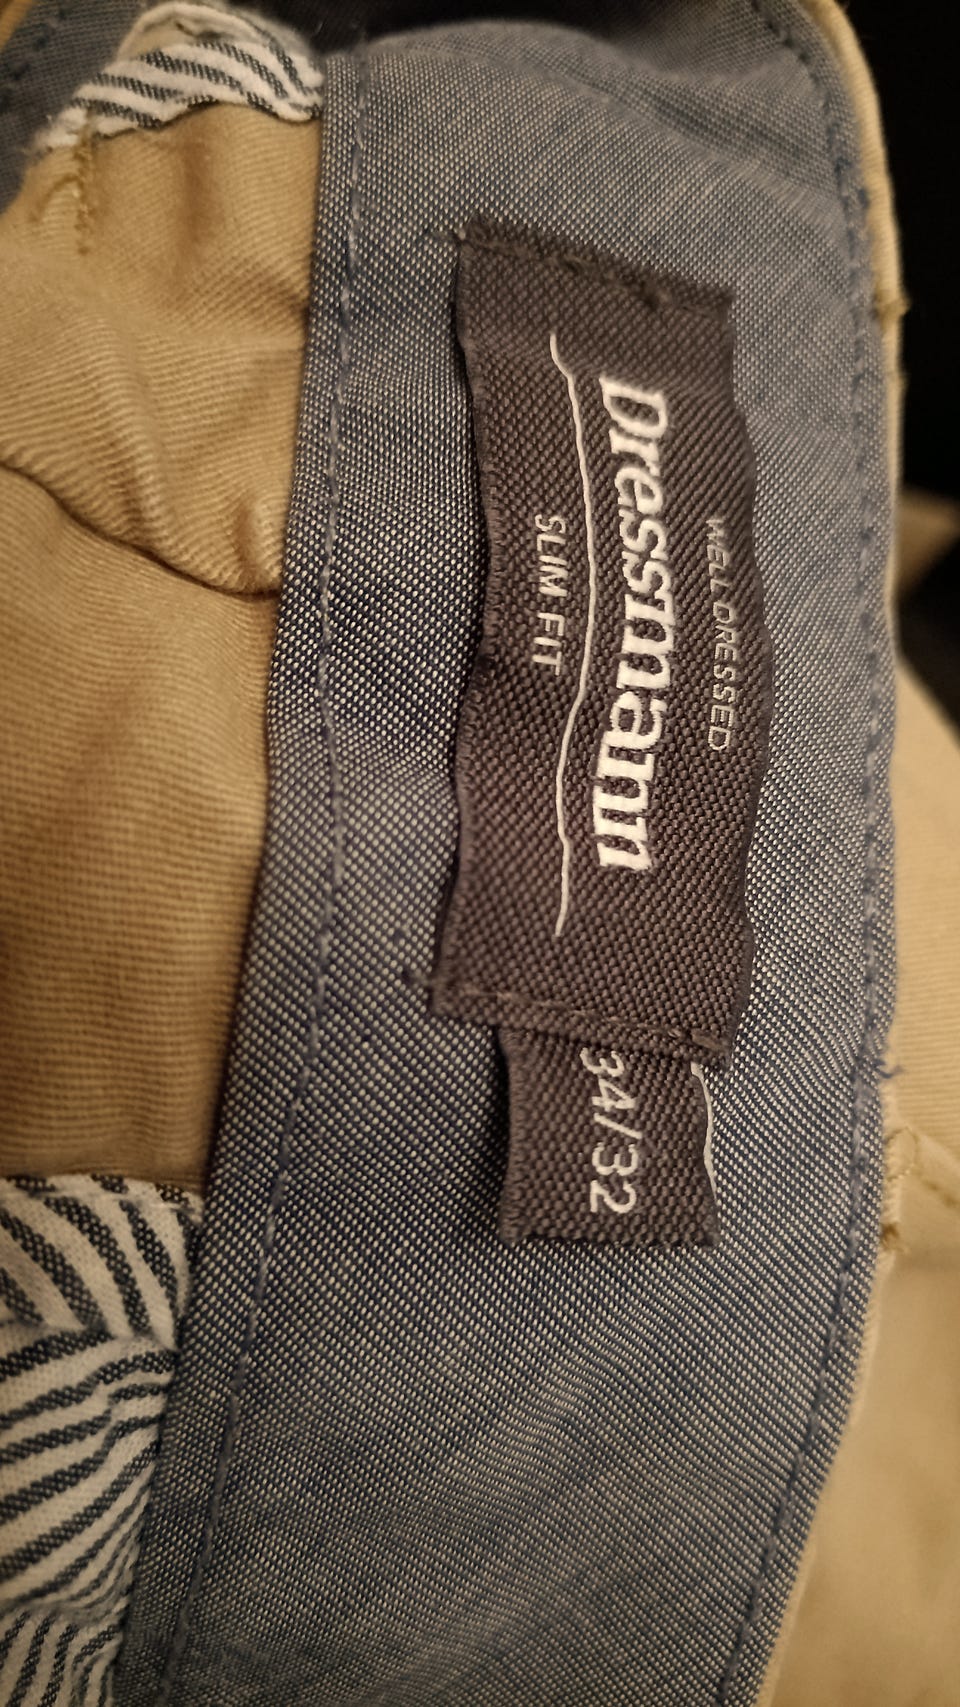 WELL DRESSED
Dressmann
SLIM FIT
34/32